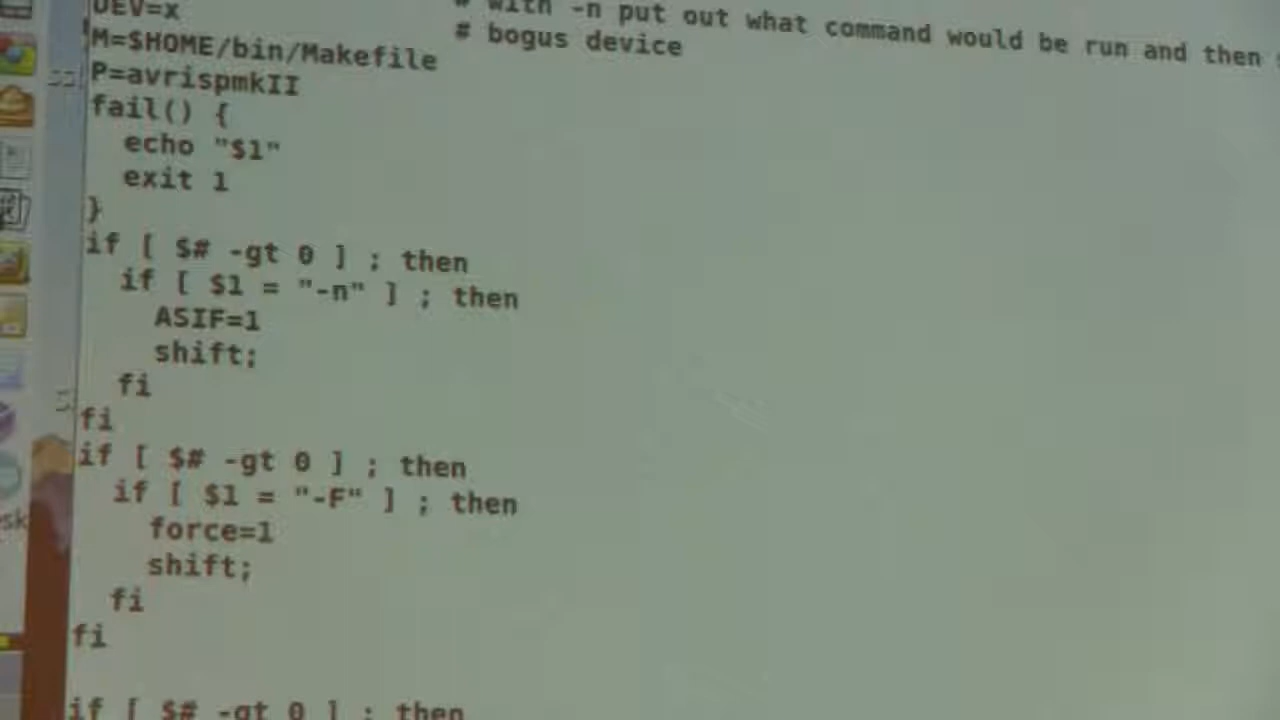 DEV=x # with -n put out what command would be run and then
M=$HOME/bin/Makefile # bogus device
P=avrispmkII
fail() {
echo "$1"
exit 1
}
if [ $# -gt 0 ] ; then
if [ $1 = "-n" ] ; then
ASIF=1
shift;
fi
fi
if [ $# -gt 0 ] ; then
if [ $1 = "-F" ] ; then
force=1
shift;
fi
fi
if [ $# -gt 0 ] ; then